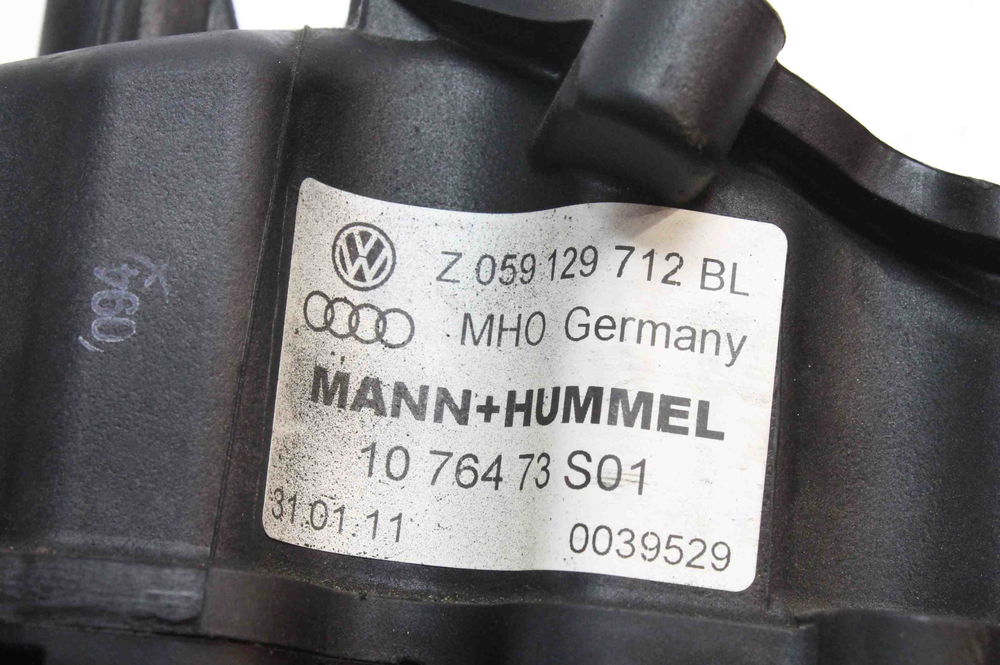 Z 059 129 712 BL
MH0 Germany
MANN+HUMMEL
10 764 73 S01
31.01.11
0039529